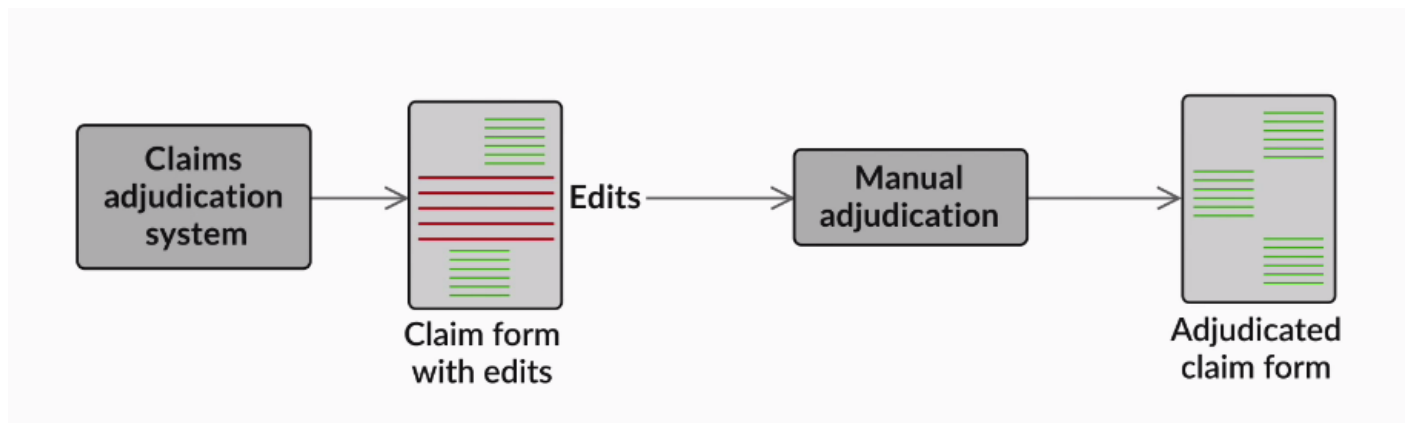 Claims
adjudication
system
Claim form
with edits
Edits
Manual
adjudication
Adjudicated
claim form